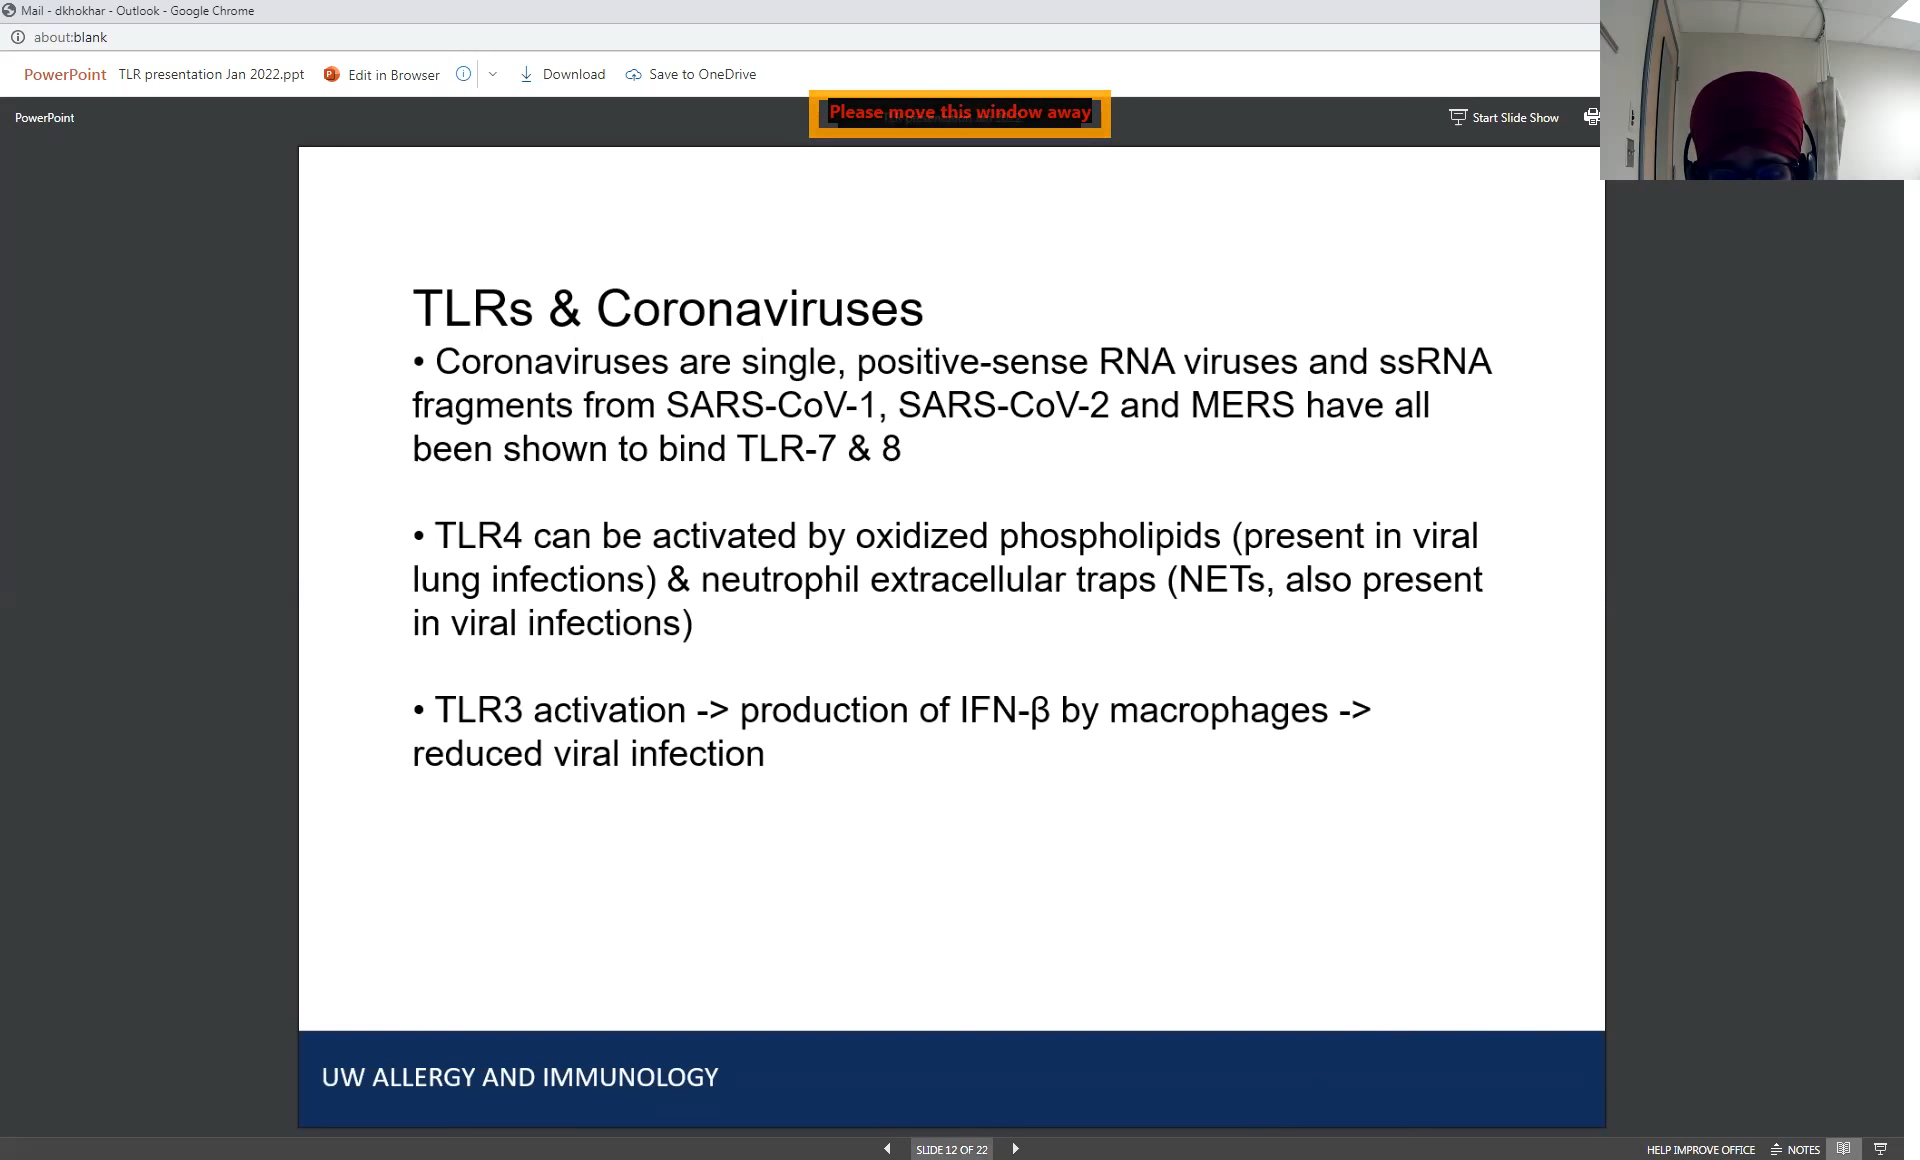 Mail - dkhokhar - Outlook - Google Chrome
about:blank
PowerPoint TLR presentation Jan 2022.ppt Edit in Browser Download Save to OneDrive
Please move this window away
PowerPoint
Start Slide Show
TLRs & Coronaviruses
• Coronaviruses are single, positive-sense RNA viruses and ssRNA
fragments from SARS-CoV-1, SARS-CoV-2 and MERS have all
been shown to bind TLR-7 & 8
• TLR4 can be activated by oxidized phospholipids (present in viral
lung infections) & neutrophil extracellular traps (NETs, also present
in viral infections)
• TLR3 activation -> production of IFN-β by macrophages ->
reduced viral infection
UW ALLERGY AND IMMUNOLOGY
SLIDE 12 OF 22
HELP IMPROVE OFFICE NOTES